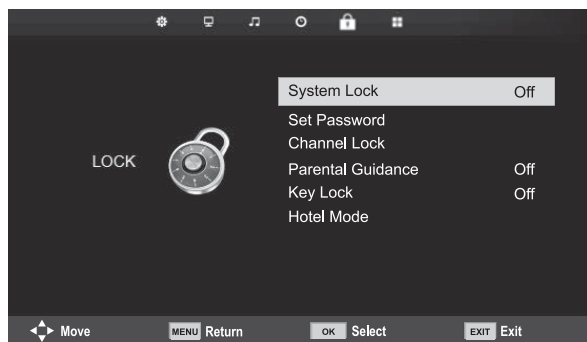 LOCK
System Lock Off
Set Password
Channel Lock
Parental Guidance Off
Key Lock Off
Hotel Mode
Move MENU Return OK Select EXIT Exit